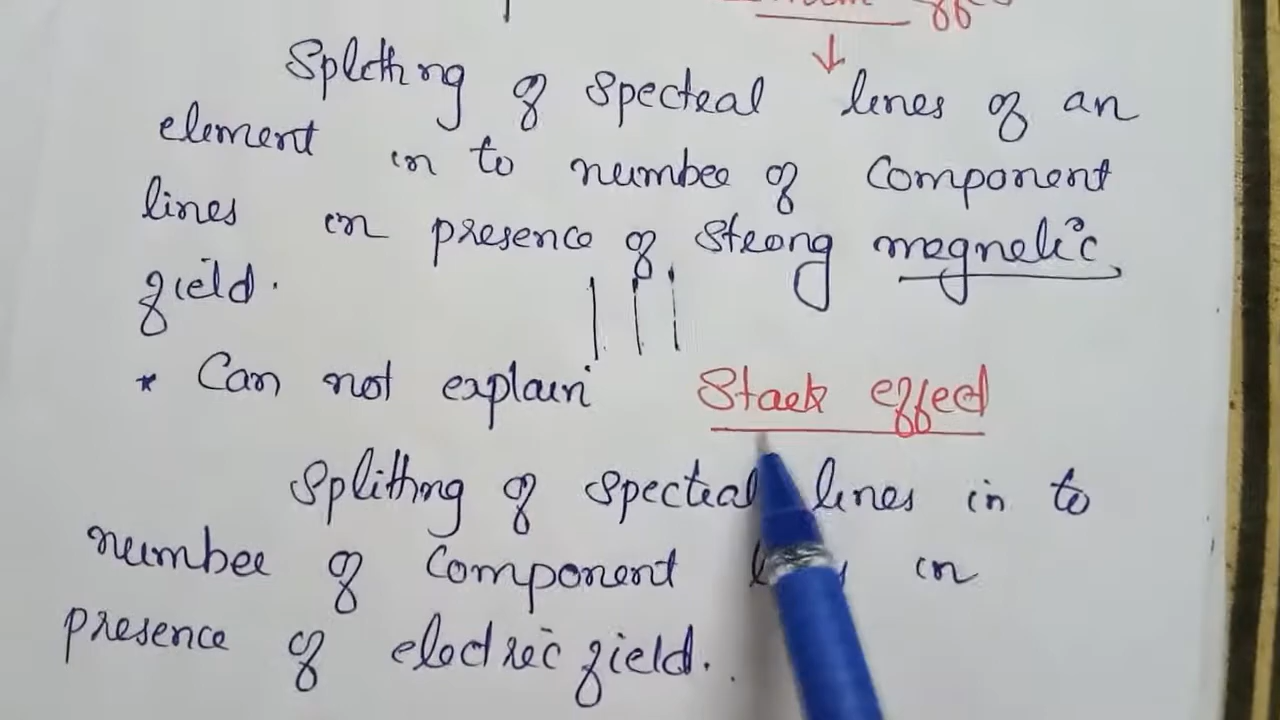 Splitting of spectral lines of an
element in to number of component
lines in presence of strong magnetic
field.
* Can not explain Stark effect
Splitting of spectral lines in to
number of component in
presence of electric field.